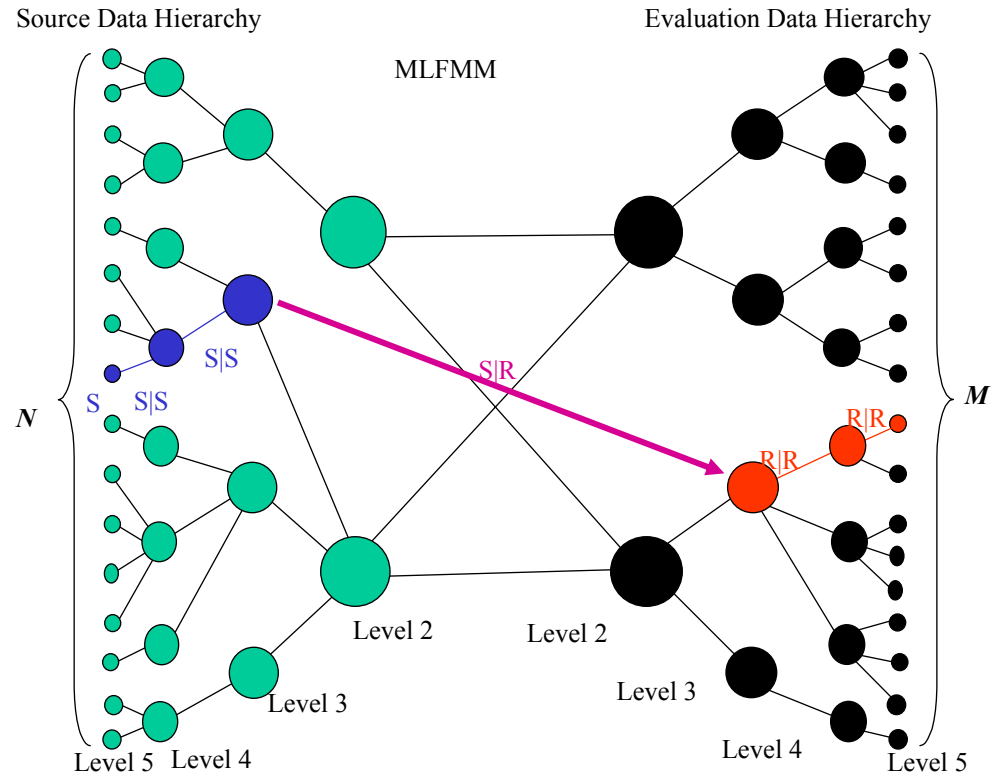 Source Data Hierarchy
Evaluation Data Hierarchy
MLFMM
S|S
S|R
S
S|S
N
M
R|R
R|R
Level 2
Level 2
Level 3
Level 3
Level 4
Level 4
Level 5
Level 5